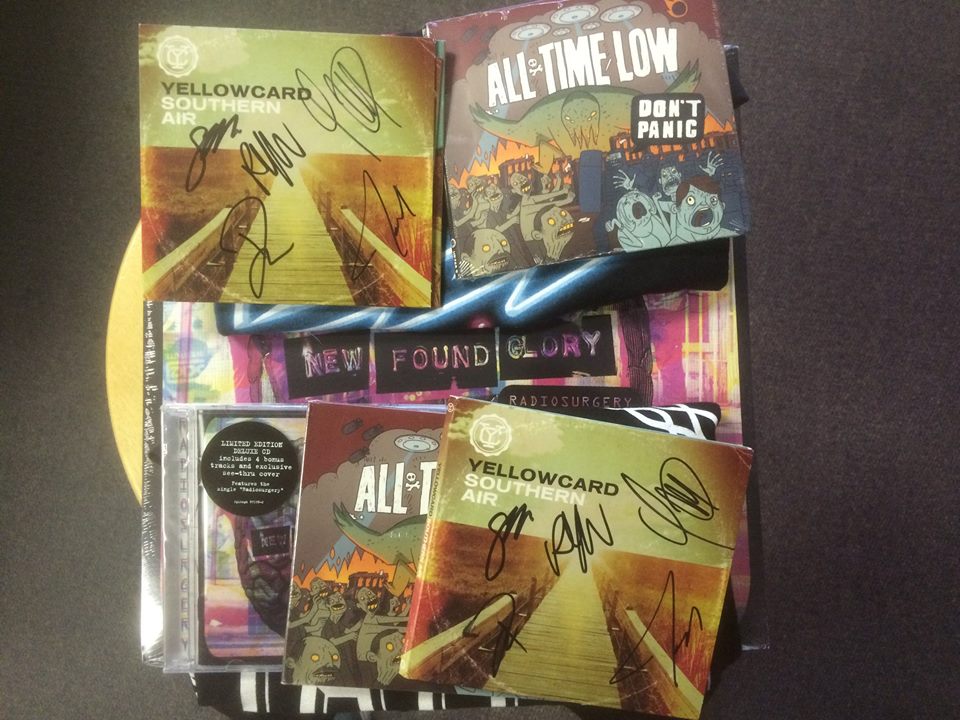 YELLOWCARD
SOUTHERN
AIR
ALL TIME LOW
DON'T
PANIC
NEW FOUND GLORY
RADIOSURGERY
LIMITED EDITION
DELUXE CD
includes 4 bonus
tracks and exclusive
see-thru cover
Features the
single "Radiosurgery"
NEW
ALL T
YELLOWCARD
SOUTHERN
AIR